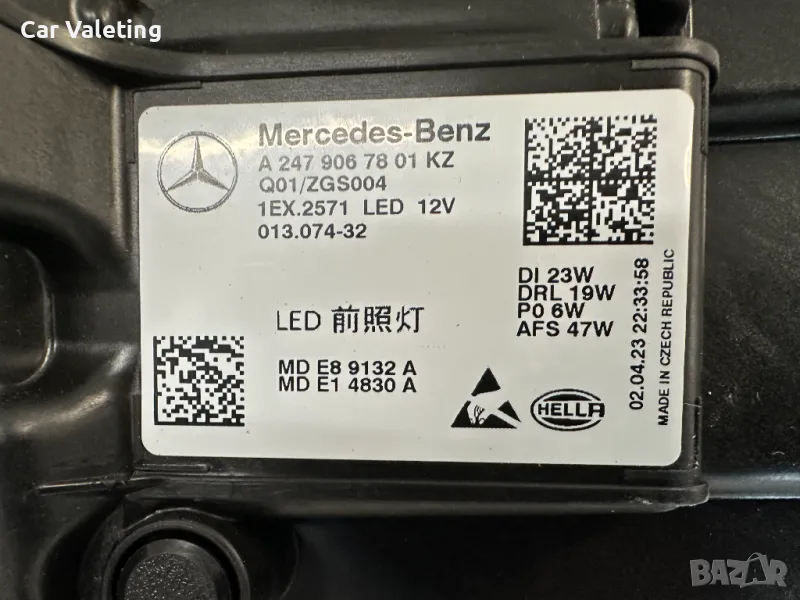 Car Valeting
Mercedes-Benz
A 247 906 78 01 KZ
Q01/ZGS004
1EX.2571 LED 12V
013.074-32
DI 23W
DRL 19W
P0 6W
AFS 47W
02.04.23 22:33:58
MADE IN CZECH REPUBLIC
LED 前照灯
MD E8 9132 A
MD E1 4830 A
HELLA
BAZAR